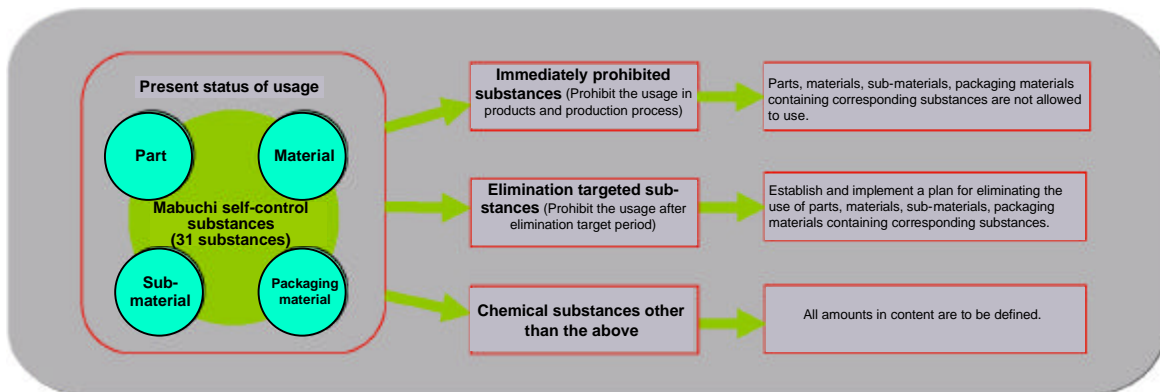 Present status of usage
Part
Material
Mabuchi self-control
substances
(31 substances)
Sub-
material
Packaging
material
Immediately prohibited
substances (Prohibit the usage in
products and production process)
Parts, materials, sub-materials, packaging materials
containing corresponding substances are not allowed
to use.
Elimination targeted sub-
stances (Prohibit the usage after
elimination target period)
Establish and implement a plan for eliminating the
use of parts, materials, sub-materials, packaging
materials containing corresponding substances.
Chemical substances other
than the above
All amounts in content are to be defined.